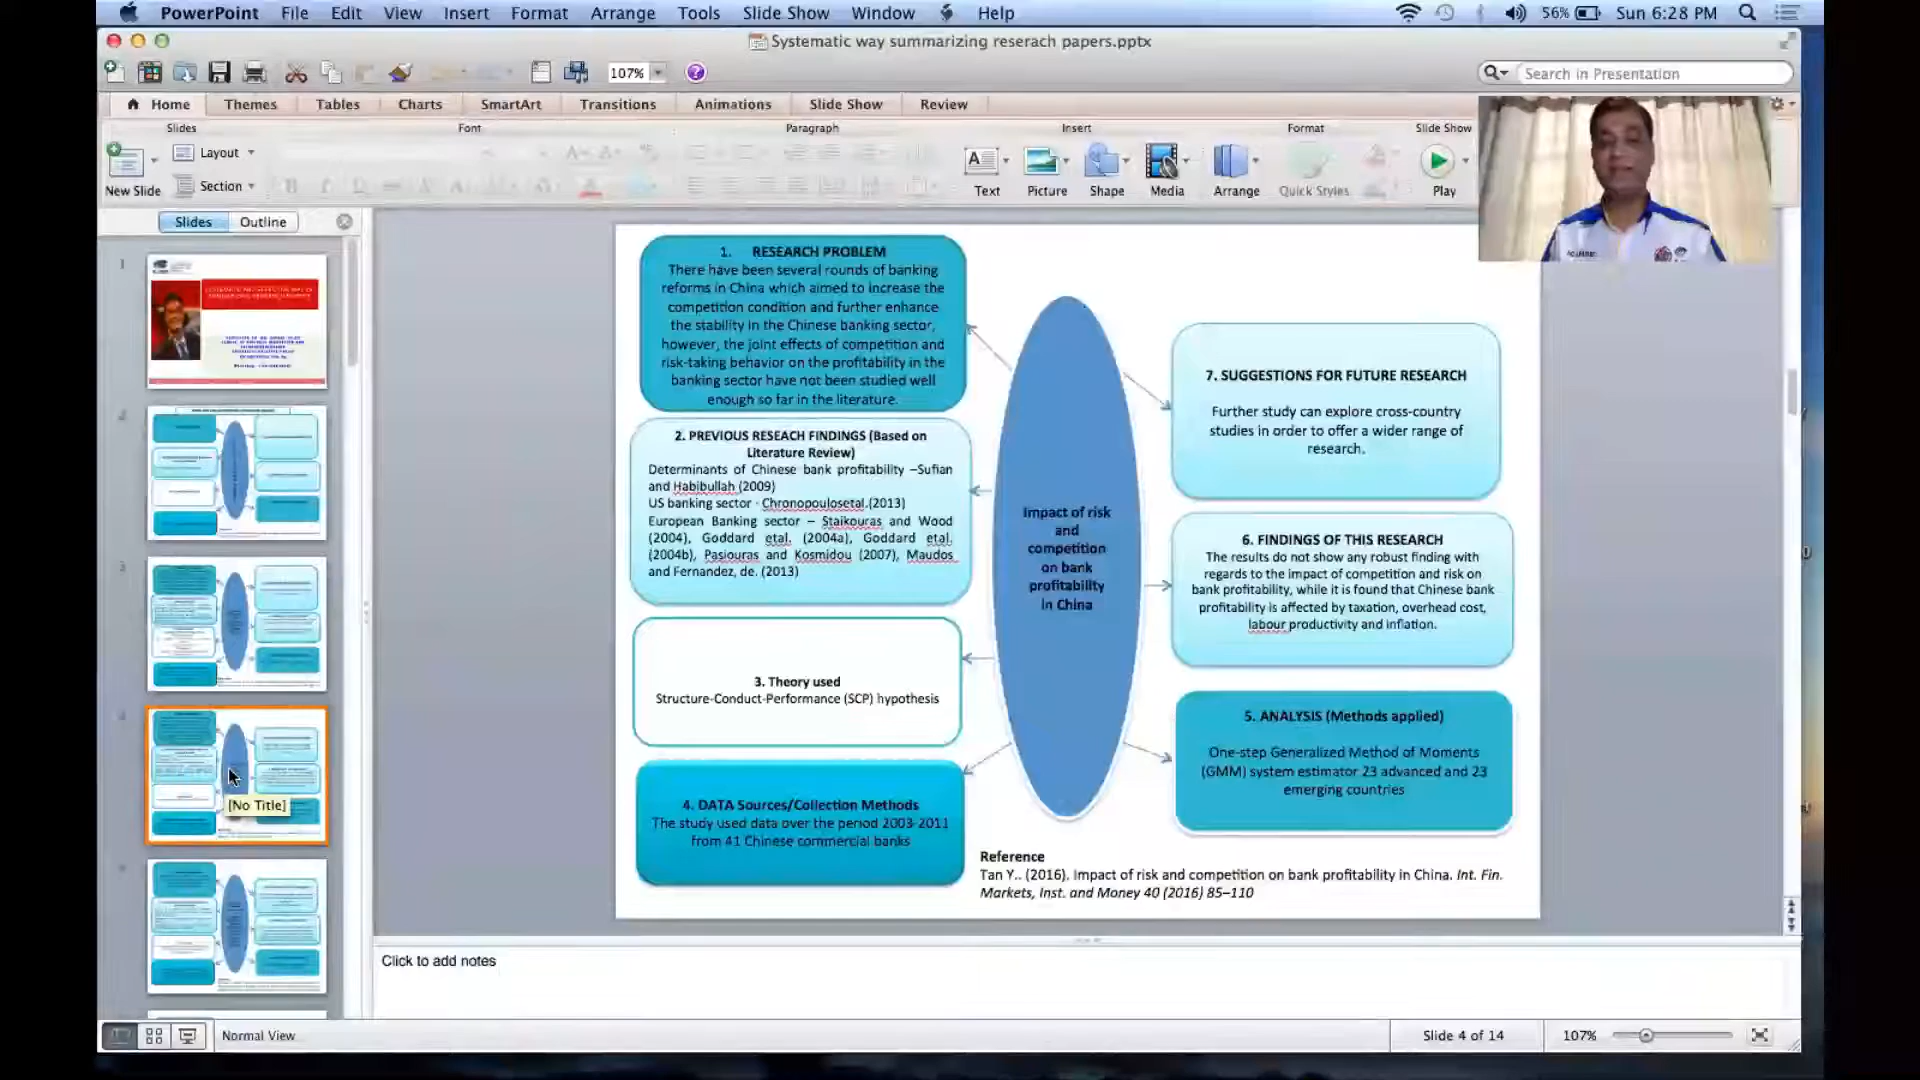 PowerPoint File Edit View Insert Format Arrange Tools Slide Show Window Help 56% Sun 6:28 PM
Systematic way summarizing reserach papers.pptx
107% Search in Presentation
Home Themes Tables Charts SmartArt Transitions Animations Slide Show Review
Slides Font Paragraph Insert Format Slide Show
New Slide Layout Section Text Picture Shape Media Arrange Quick Styles Play
Slides Outline
1
2
3
4
[No Title]
1. RESEARCH PROBLEM
There have been several rounds of banking
reforms in China which aimed to increase the
competition condition and further enhance
the stability in the Chinese banking sector,
however, the joint effects of competition and
risk-taking behavior on the profitability in the
banking sector have not been studied well
enough so far in the literature.
2. PREVIOUS RESEACH FINDINGS (Based on
Literature Review)
Determinants of Chinese bank profitability –Sufian
and Habibullah (2009)
US banking sector - Chronopoulosetal.(2013)
European Banking sector – Staikouras and Wood
(2004), Goddard etal. (2004a), Goddard etal.
(2004b), Pasiouras and Kosmidou (2007), Maudos
and Fernandez, de. (2013)
3. Theory used
Structure-Conduct-Performance (SCP) hypothesis
4. DATA Sources/Collection Methods
The study used data over the period 2003-2011
from 41 Chinese commercial banks
Impact of risk
and
competition
on bank
profitability
in China
7. SUGGESTIONS FOR FUTURE RESEARCH
Further study can explore cross-country
studies in order to offer a wider range of
research.
6. FINDINGS OF THIS RESEARCH
The results do not show any robust finding with
regards to the impact of competition and risk on
bank profitability, while it is found that Chinese bank
profitability is affected by taxation, overhead cost,
labour productivity and inflation.
5. ANALYSIS (Methods applied)
One-step Generalized Method of Moments
(GMM) system estimator 23 advanced and 23
emerging countries
Reference
Tan Y.. (2016). Impact of risk and competition on bank profitability in China. Int. Fin.
Markets, Inst. and Money 40 (2016) 85–110
Click to add notes
Normal View Slide 4 of 14 107%